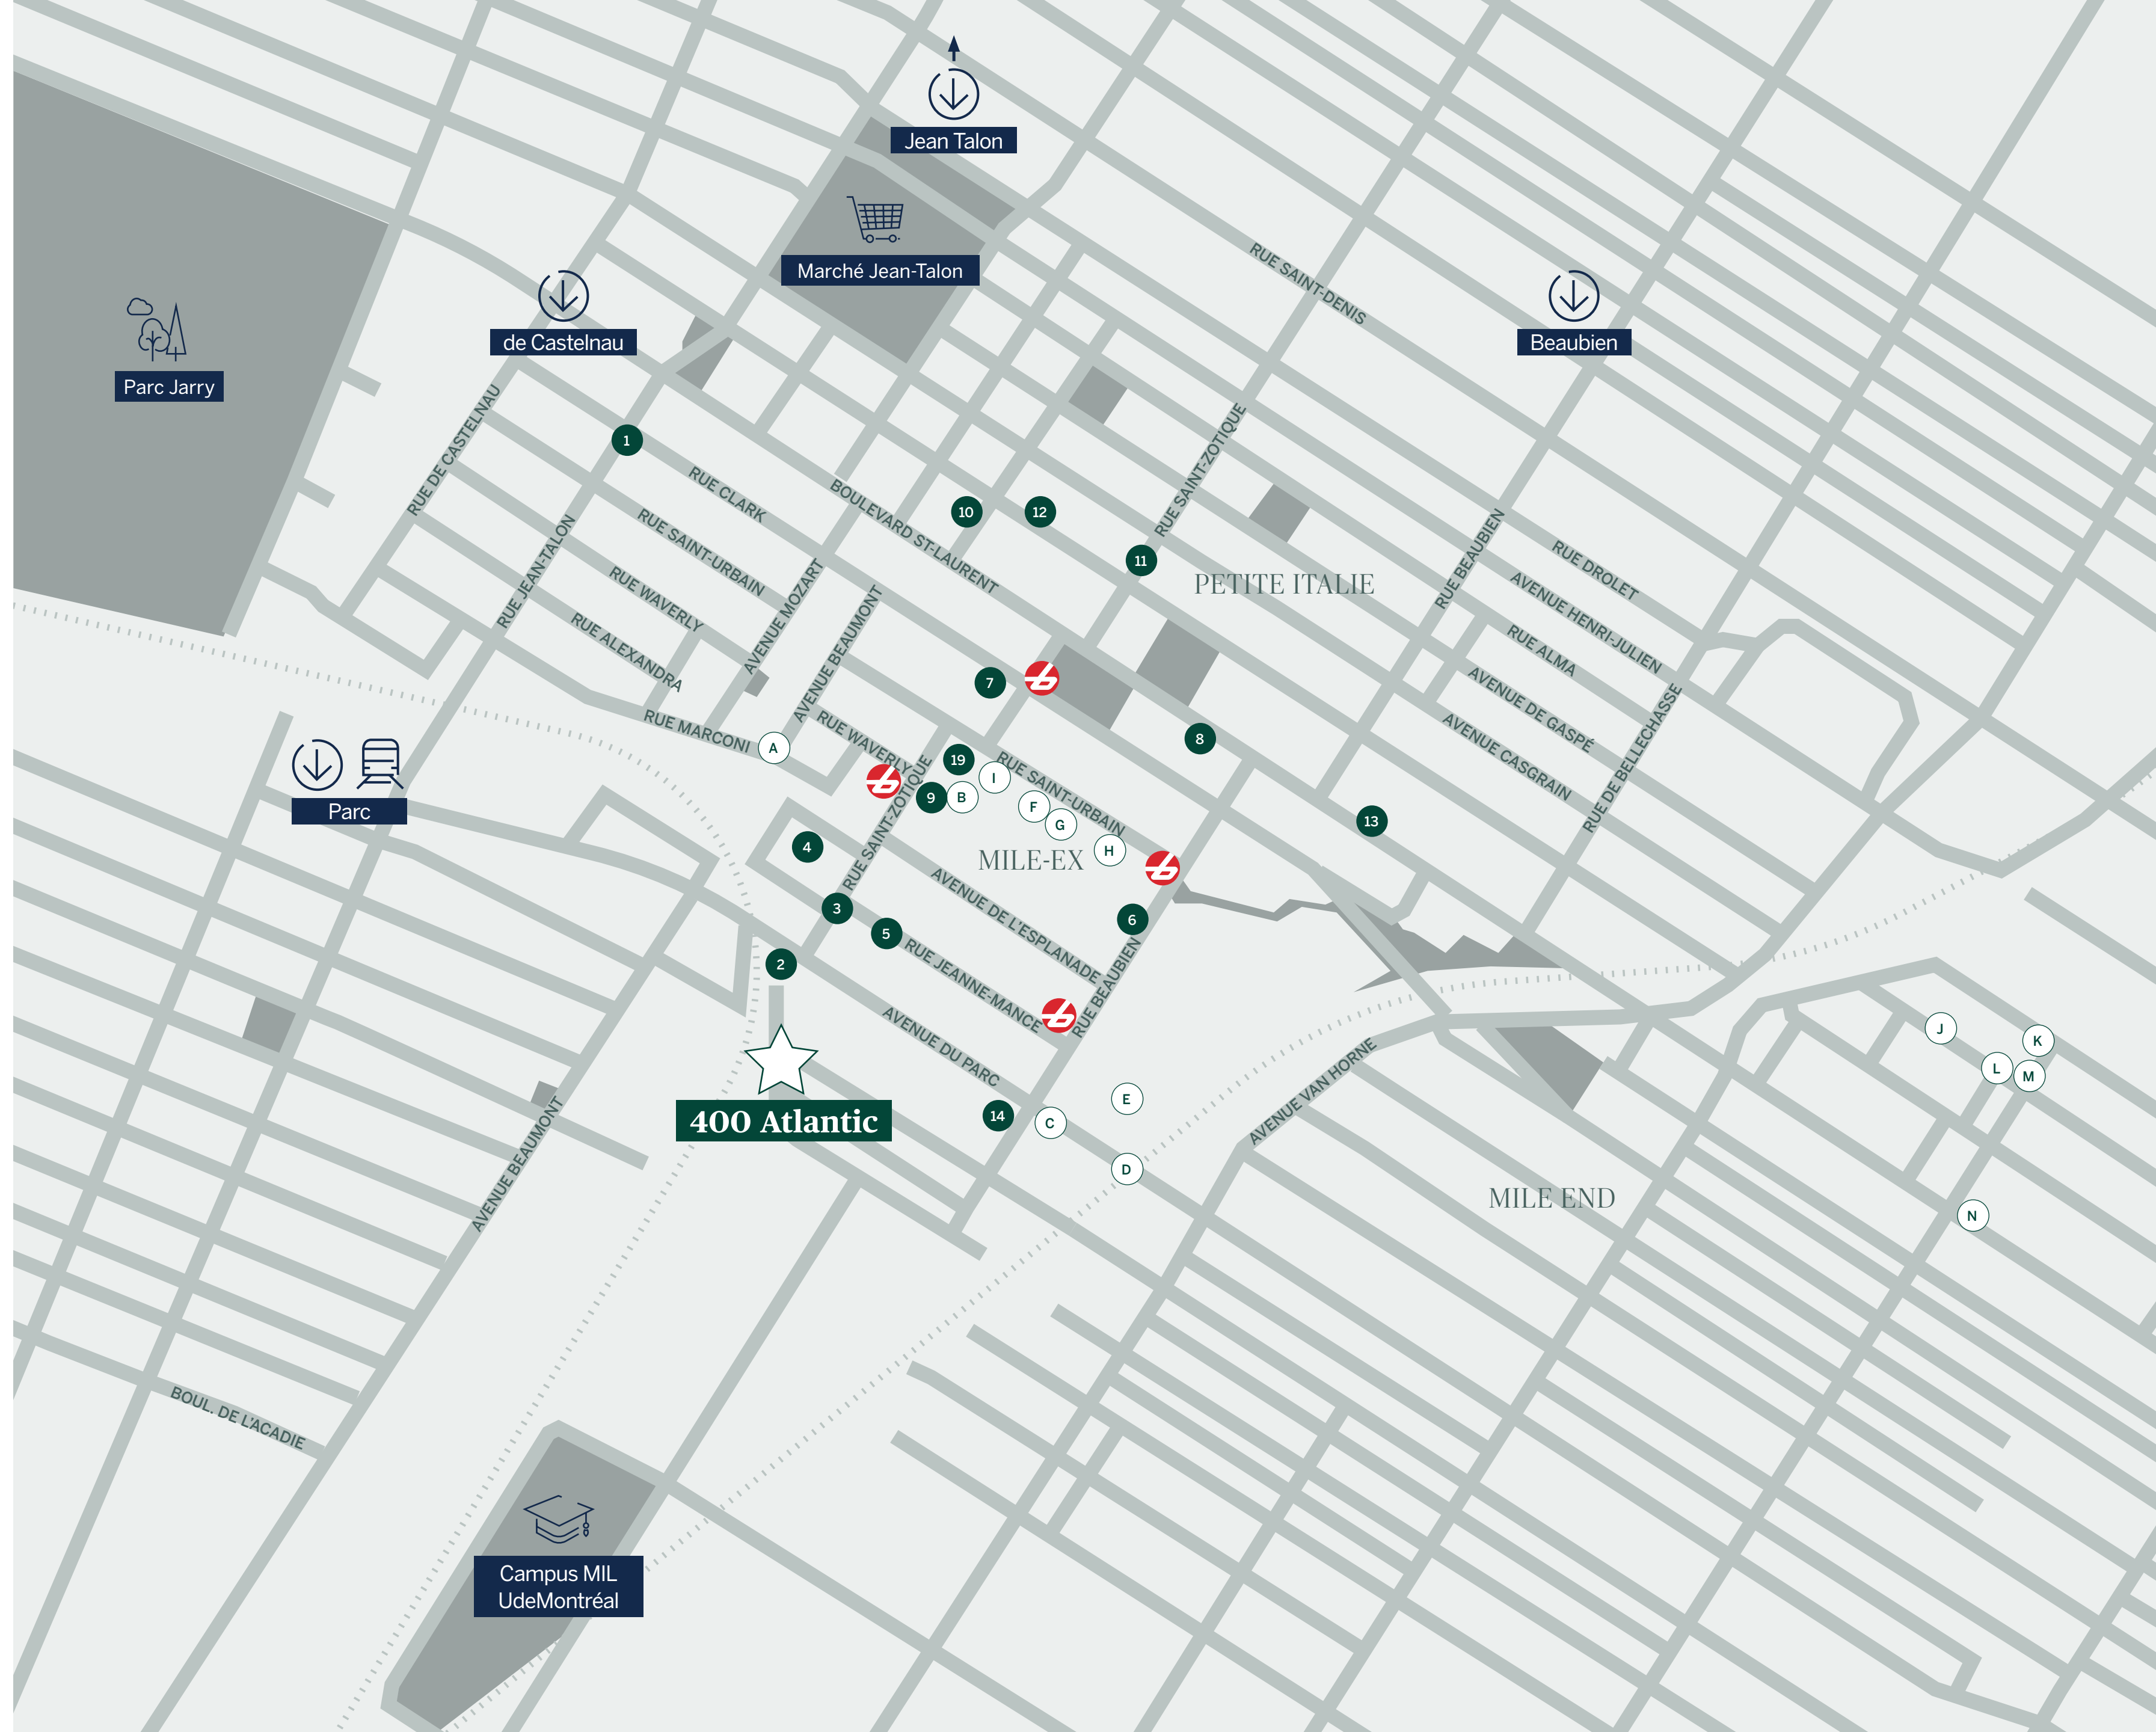 Jean Talon
Marché Jean-Talon
RUE SAINT-DENIS
de Castelnau
Beaubien
Parc Jarry
RUE DE CASTELNAU
1
RUE CLARK
BOULEVARD ST-LAURENT
10
12
RUE SAINT-ZOTIQUE
11
PETITE ITALIE
RUE JEAN-TALON
RUE SAINT-URBAIN
RUE WAVERLY
RUE ALEXANDRA
AVENUE MOZART
AVENUE BEAUMONT
RUE BEAUBIEN
RUE DROLET
AVENUE HENRI-JULIEN
RUE ALMA
AVENUE DE GASPÉ
AVENUE CASGRAIN
RUE DE BELLECHASSE
7
8
RUE MARCONI
A
RUE WAVERLY
19
I
RUE SAINT-URBAIN
9
B
F
G
H
13
Parc
4
RUE SAINT-ZOTIQUE
MILE-EX
3
5
6
AVENUE DE L'ESPLANADE
RUE JEANNE-MANCE
RUE BEAUBIEN
2
AVENUE DU PARC
400 Atlantic
14
C
E
D
AVENUE VAN HORNE
J
K
L
M
MILE END
N
AVENUE BEAUMONT
BOUL. DE L'ACADIE
Campus MIL
UdeMontréal